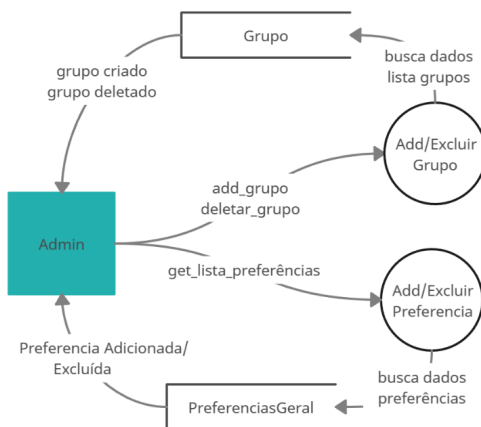 Grupo
busca dados
lista grupos
grupo criado
grupo deletado
Add/Excluir
Grupo
add_grupo
deletar_grupo
Admin
get_lista_preferências
Add/Excluir
Preferencia
Preferencia Adicionada/
Excluída
busca dados
preferências
PreferenciasGeral